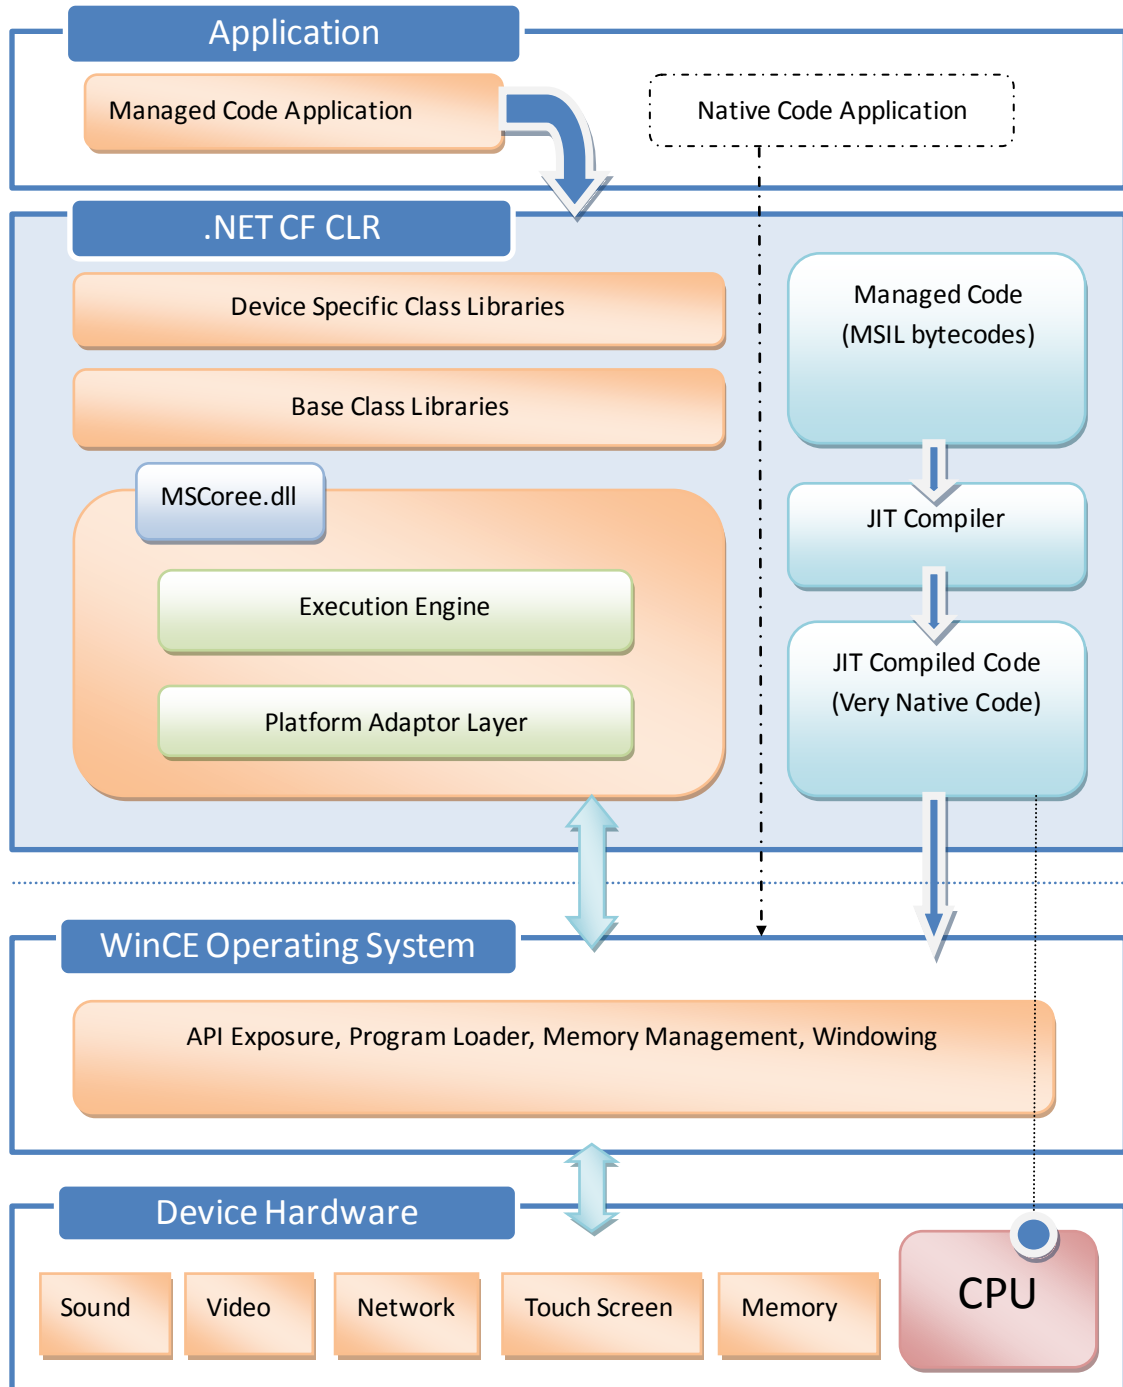 Application
Managed Code Application
Native Code Application
.NET CF CLR
Device Specific Class Libraries
Base Class Libraries
MSCoree.dll
Execution Engine
Platform Adaptor Layer
Managed Code
(MSIL bytecodes)
JIT Compiler
JIT Compiled Code
(Very Native Code)
WinCE Operating System
API Exposure, Program Loader, Memory Management, Windowing
Device Hardware
Sound
Video
Network
Touch Screen
Memory
CPU